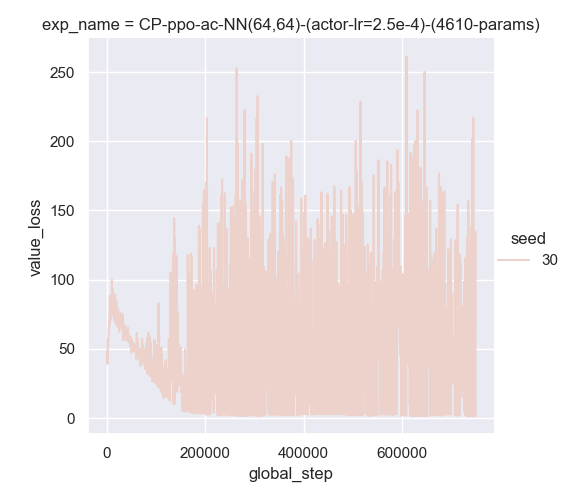 exp_name = CP-ppo-ac-NN(64,64)-(actor-lr=2.5e-4)-(4610-params)
250
200
150
100
50
0
value_loss
0 200000 400000 600000
global_step
seed
30